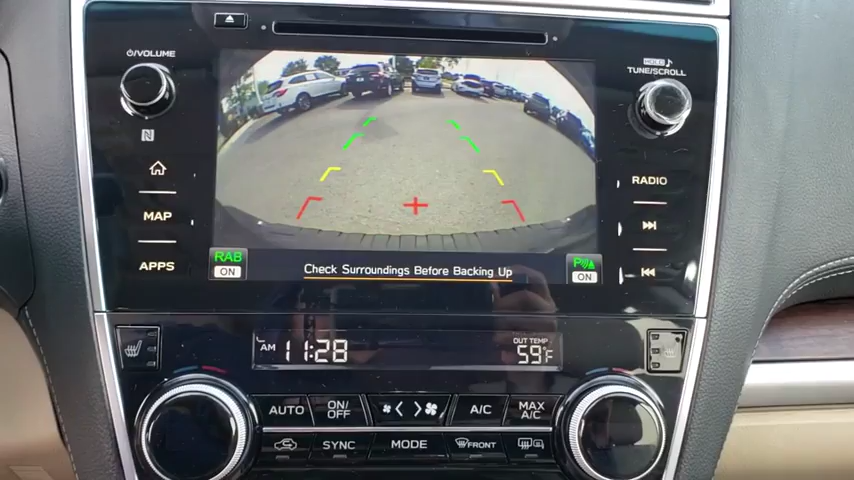 VOLUME
HOLD
TUNE/SCROLL
N
RADIO
MAP
APPS
RAB
ON
Check Surroundings Before Backing Up
P
ON
AM 11:28
OUT TEMP
59°F
AUTO
ON/
OFF
A/C
MAX
A/C
SYNC
MODE
FRONT